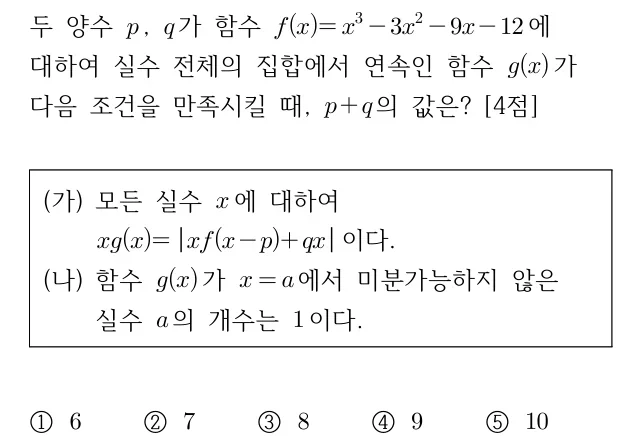 두 양수 p, q가 함수 f(x)=x³-3x²-9x-12에
대하여 실수 전체의 집합에서 연속인 함수 g(x)가
다음 조건을 만족시킬 때, p+q의 값은? [4점]
(가) 모든 실수 x에 대하여
xg(x)=|xf(x-p)+qx|이다.
(나) 함수 g(x)가 x=a에서 미분가능하지 않은
실수 a의 개수는 1이다.
① 6 ② 7 ③ 8 ④ 9 ⑤ 10